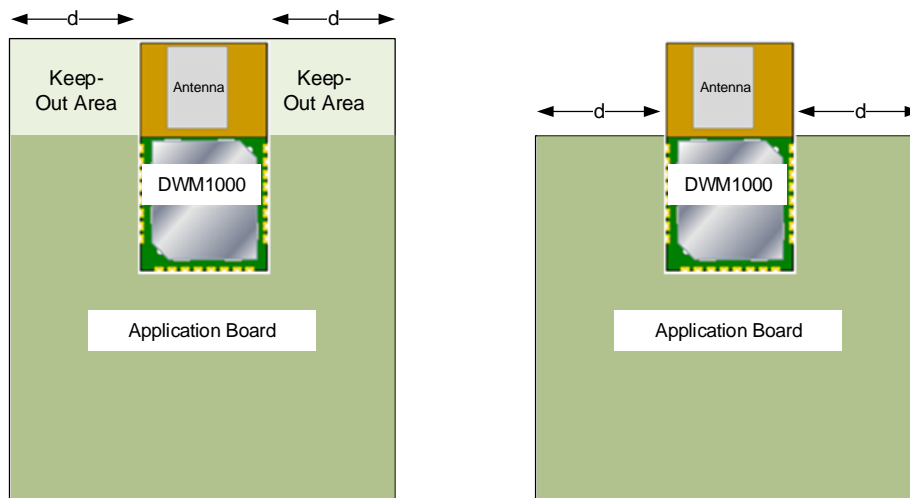 d
d
Keep-
Out Area
Antenna
Keep-
Out Area
DWM1000
Application Board
Antenna
d
d
DWM1000
Application Board